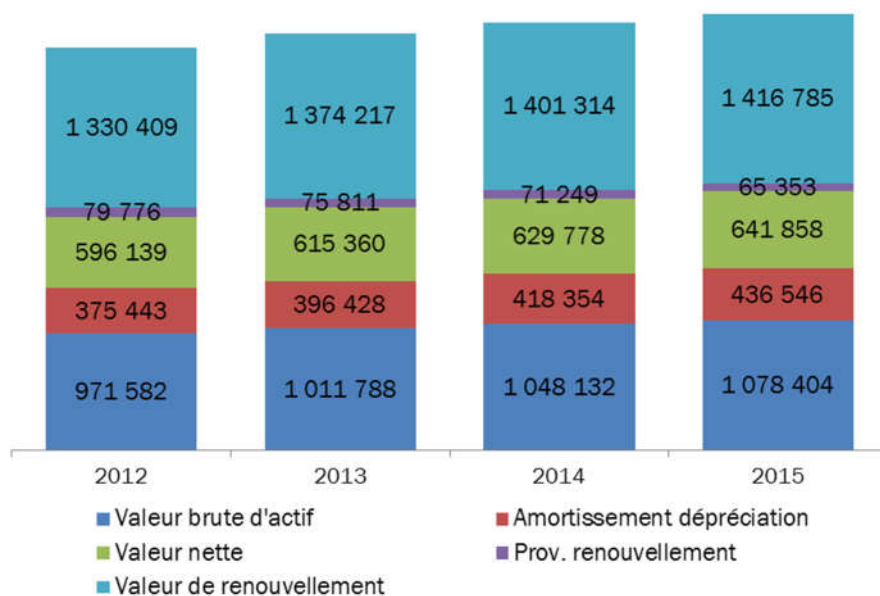 1 330 409 1 374 217 1 401 314 1 416 785
79 776 75 811 71 249 65 353
596 139 615 360 629 778 641 858
375 443 396 428 418 354 436 546
971 582 1 011 788 1 048 132 1 078 404
2012 2013 2014 2015
Valeur brute d'actif Amortissement dépréciation
Valeur nette Prov. renouvellement
Valeur de renouvellement